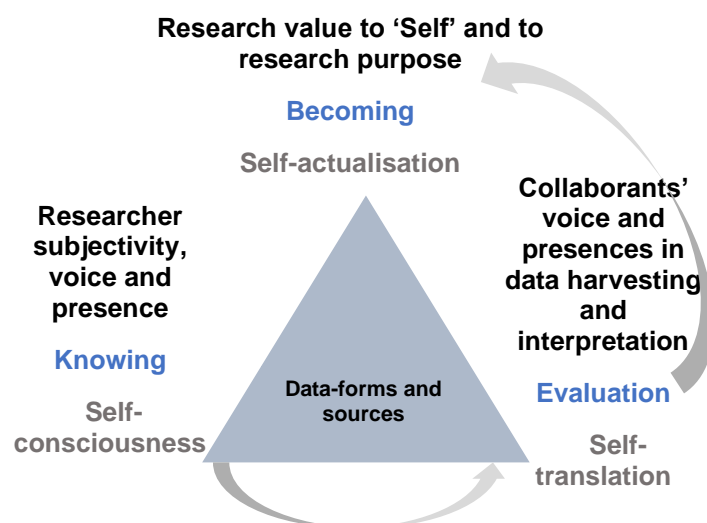 Research value to ‘Self’ and to
research purpose
Becoming
Self-actualisation
Researcher
subjectivity,
voice and
presence
Knowing
Self-
consciousness
Data-forms and
sources
Collaborants’
voice and
presences in
data harvesting
and
interpretation
Evaluation
Self-
translation